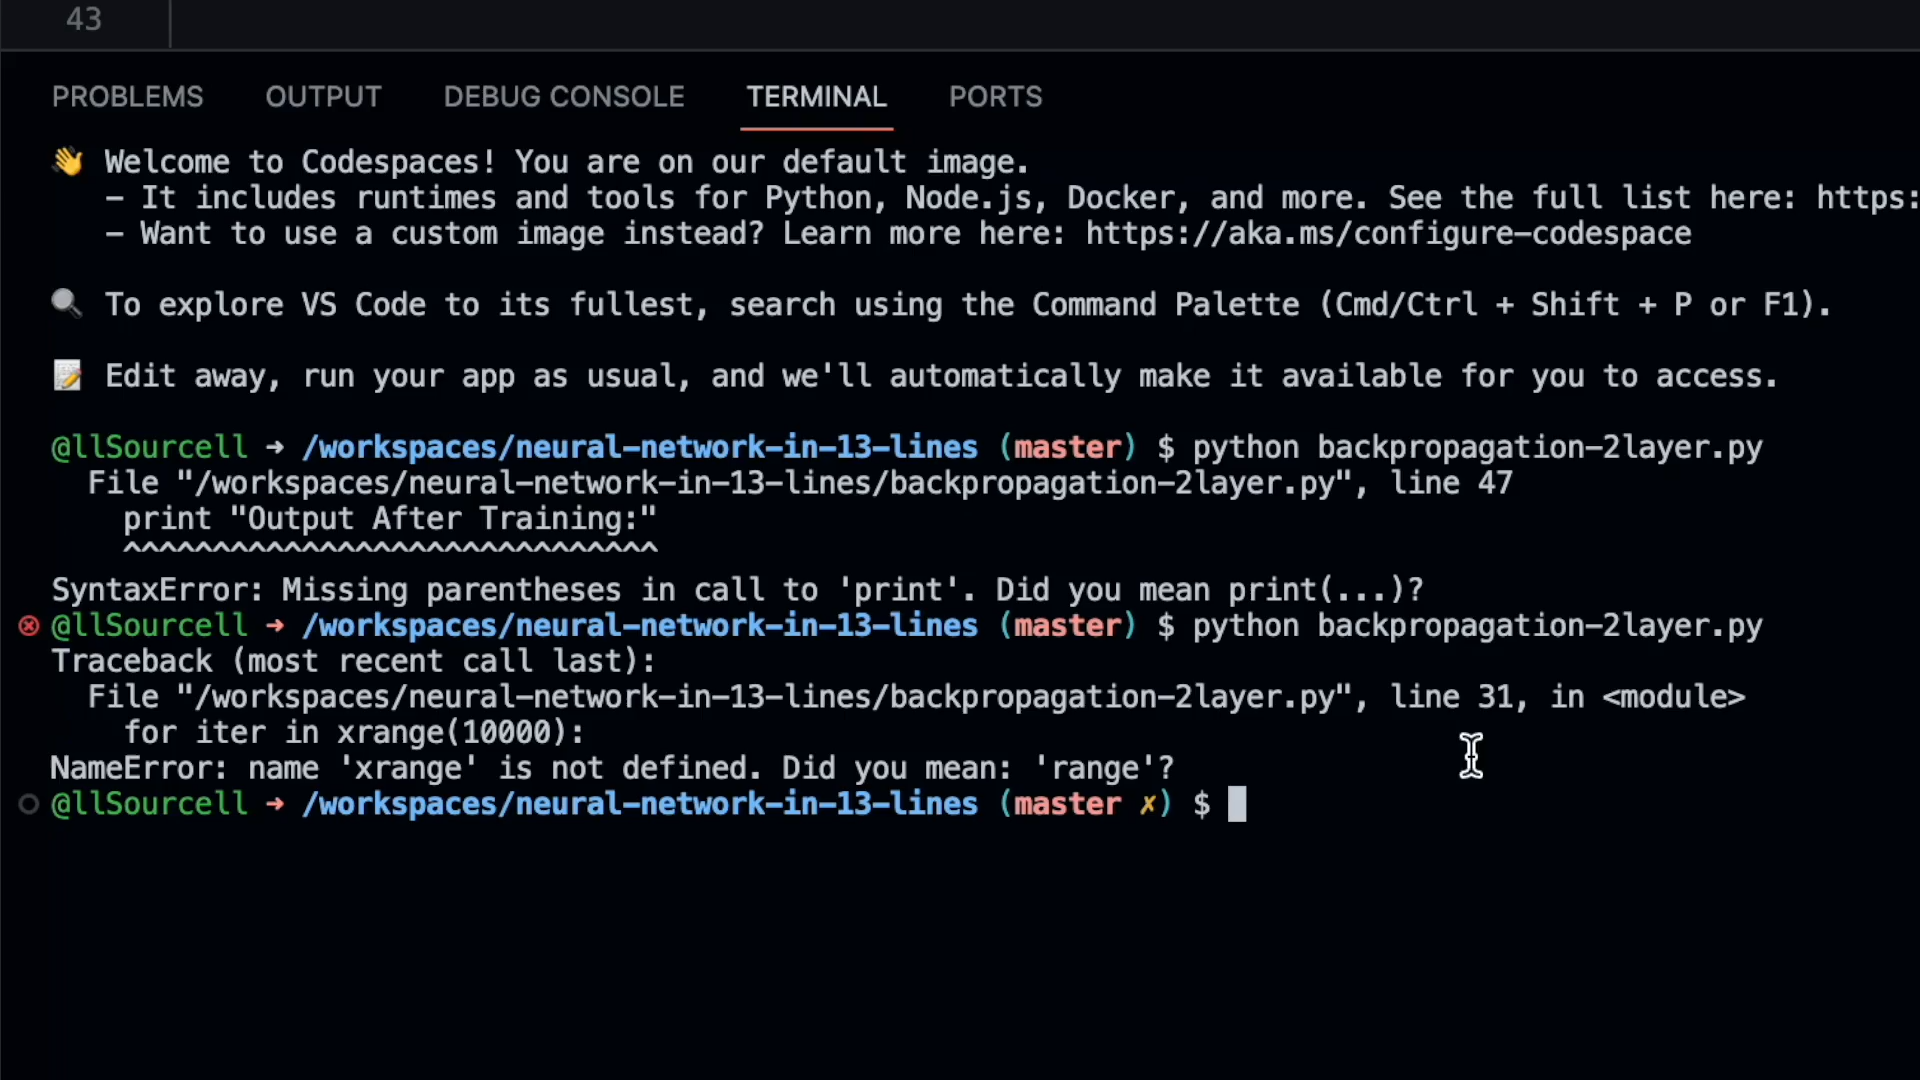 43
PROBLEMS OUTPUT DEBUG CONSOLE TERMINAL PORTS
👋 Welcome to Codespaces! You are on our default image.
– It includes runtimes and tools for Python, Node.js, Docker, and more. See the full list here: https:
– Want to use a custom image instead? Learn more here: https://aka.ms/configure-codespace
🔍 To explore VS Code to its fullest, search using the Command Palette (Cmd/Ctrl + Shift + P or F1).
📝 Edit away, run your app as usual, and we'll automatically make it available for you to access.
@llSourcell ➜ /workspaces/neural-network-in-13-lines (master) $ python backpropagation-2layer.py
File "/workspaces/neural-network-in-13-lines/backpropagation-2layer.py", line 47
print "Output After Training:"
^^^^^^^^^^^^^^^^^^^^^^^^^^^^^^
SyntaxError: Missing parentheses in call to 'print'. Did you mean print(...)?
@llSourcell ➜ /workspaces/neural-network-in-13-lines (master) $ python backpropagation-2layer.py
Traceback (most recent call last):
File "/workspaces/neural-network-in-13-lines/backpropagation-2layer.py", line 31, in <module>
for iter in xrange(10000):
NameError: name 'xrange' is not defined. Did you mean: 'range'?
@llSourcell ➜ /workspaces/neural-network-in-13-lines (master ✗) $